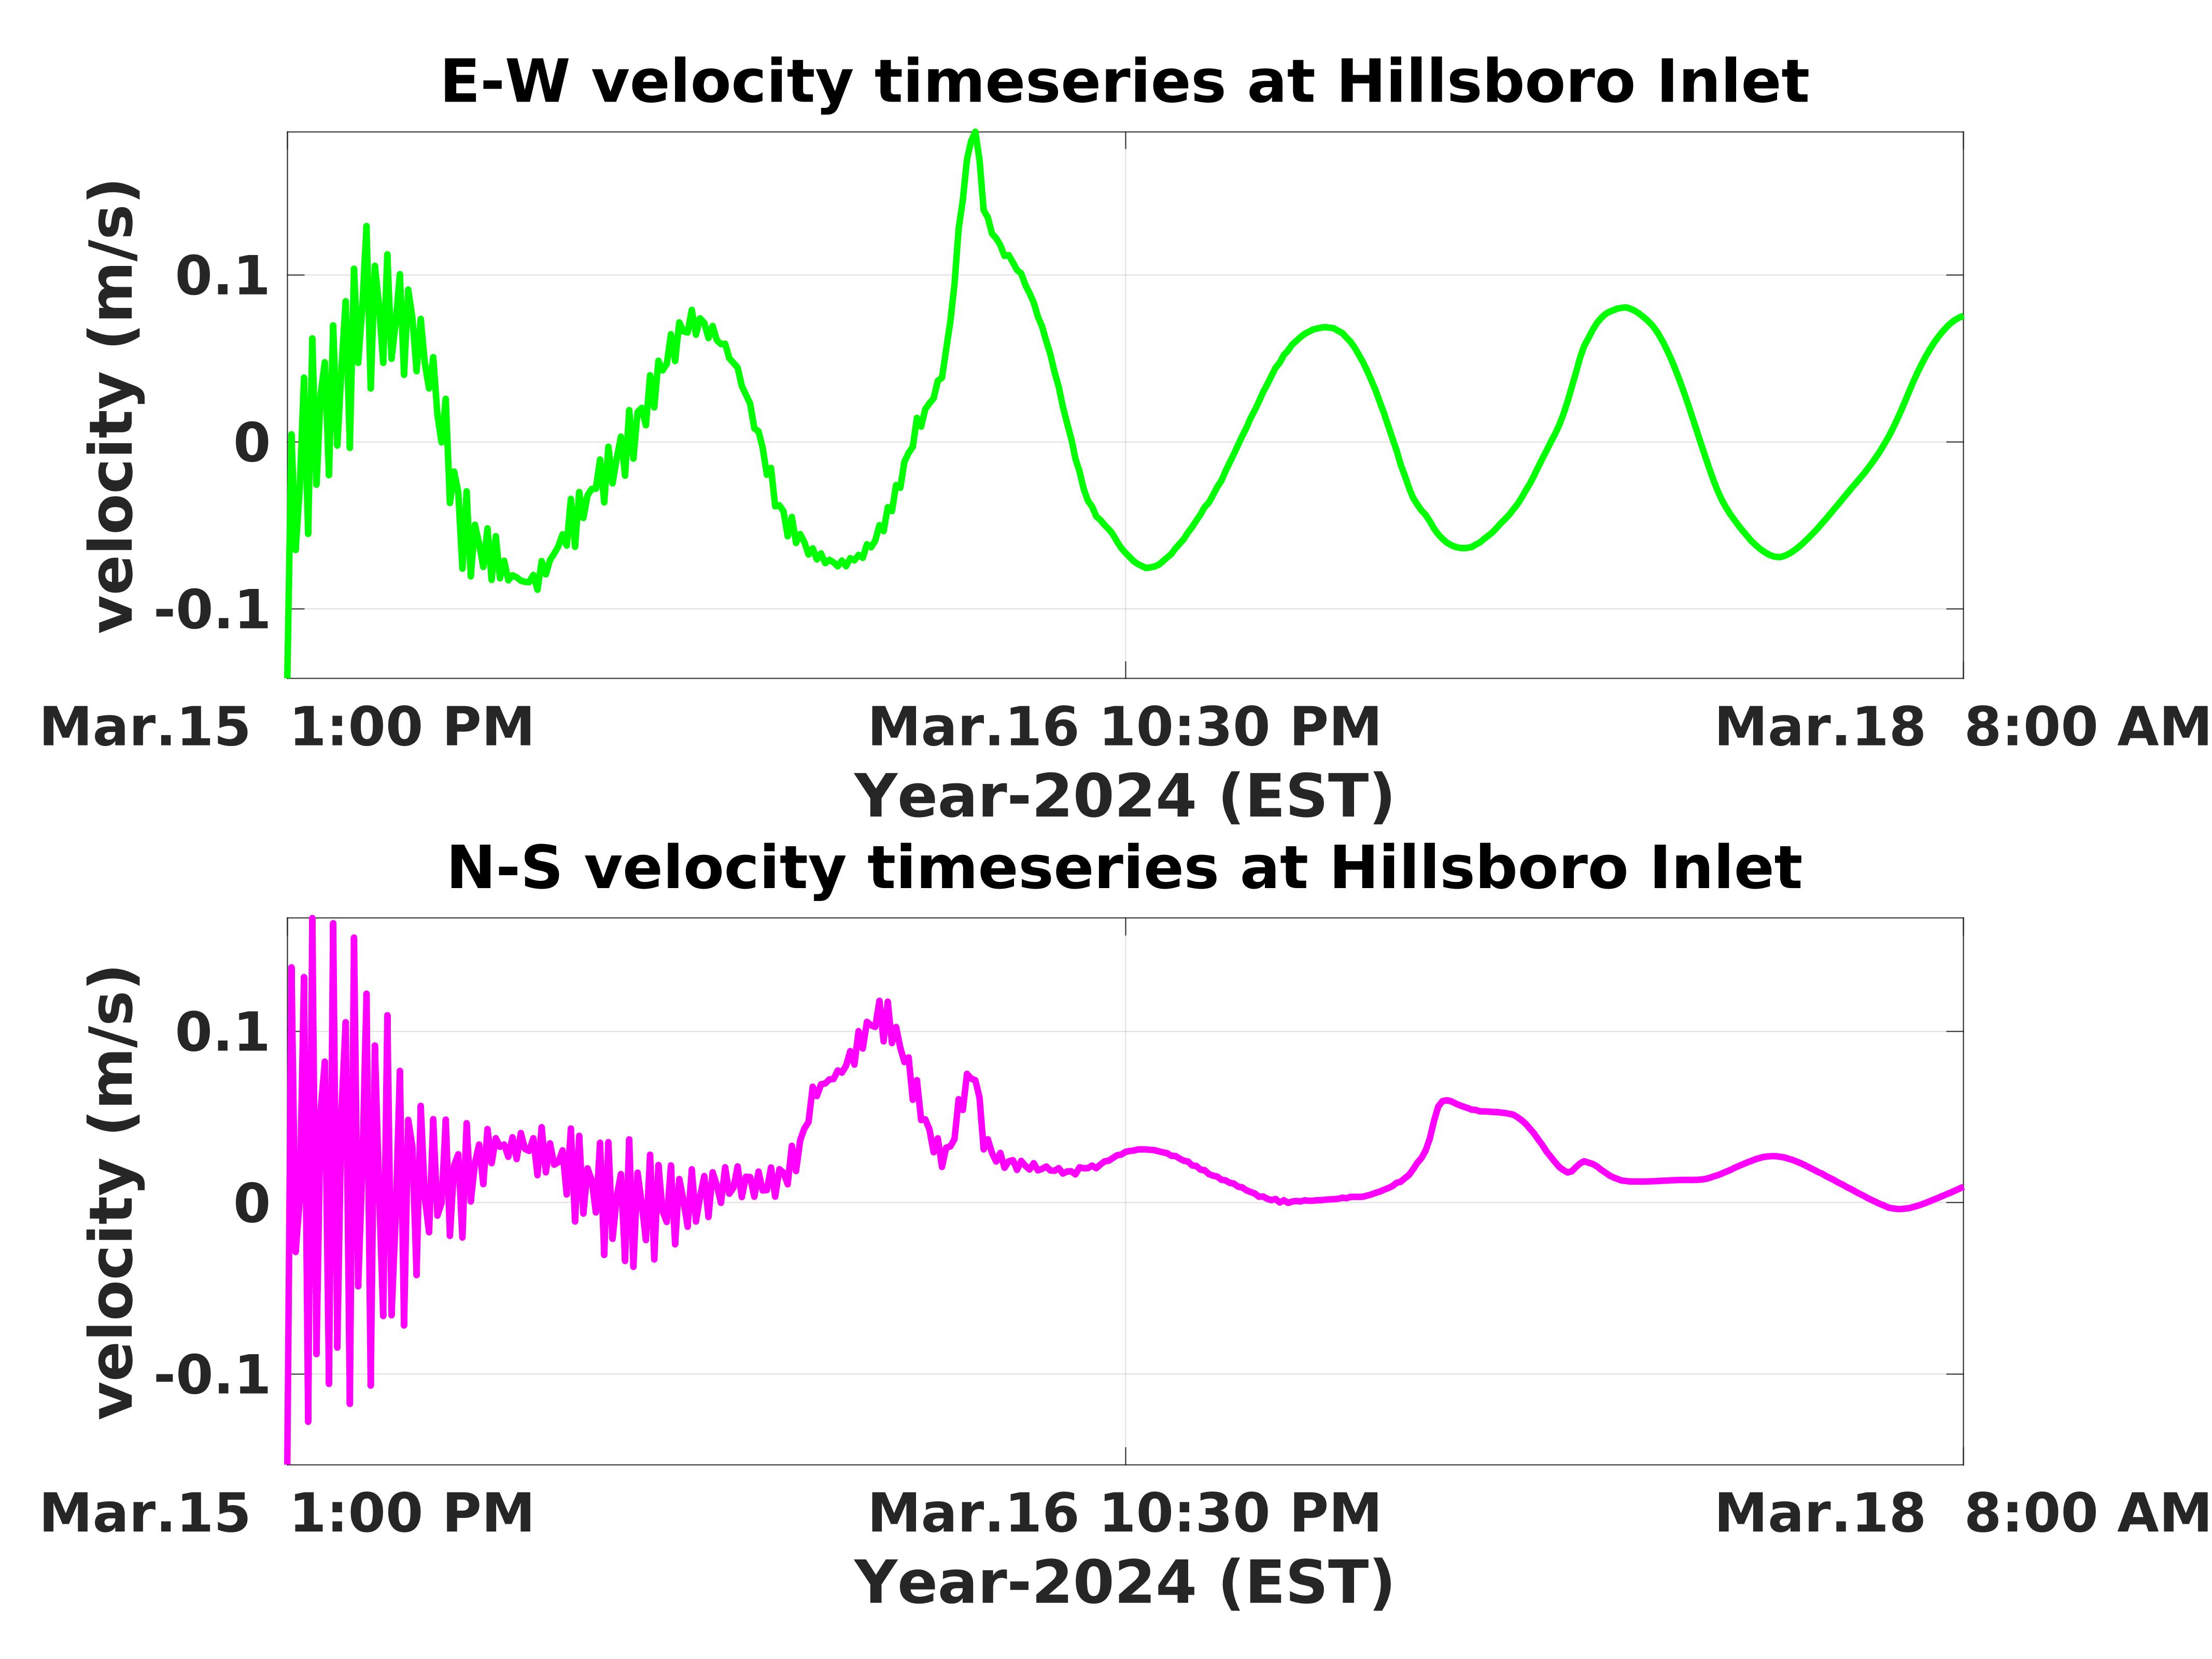 E-W velocity timeseries at Hillsboro Inlet
velocity (m/s)
0.1
0
-0.1
Mar.15  1:00 PM
Mar.16 10:30 PM
Mar.18  8:00 AM
Year-2024 (EST)
N-S velocity timeseries at Hillsboro Inlet
velocity (m/s)
0.1
0
-0.1
Mar.15  1:00 PM
Mar.16 10:30 PM
Mar.18  8:00 AM
Year-2024 (EST)